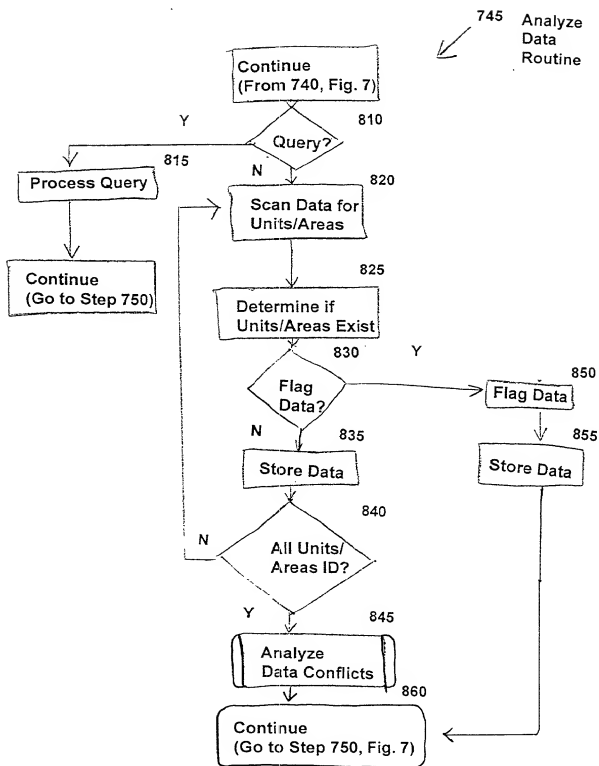 745 Analyze
Data
Routine
Continue
(From 740, Fig. 7)
810
Y
Query?
815
N
Process Query
820
Scan Data for
Units/Areas
Continue
(Go to Step 750)
825
Determine if
Units/Areas Exist
830
Y
Flag
Data?
850
Flag Data
N
835
855
Store Data
Store Data
840
N
All Units/
Areas ID?
Y
845
Analyze
Data Conflicts
860
Continue
(Go to Step 750, Fig. 7)